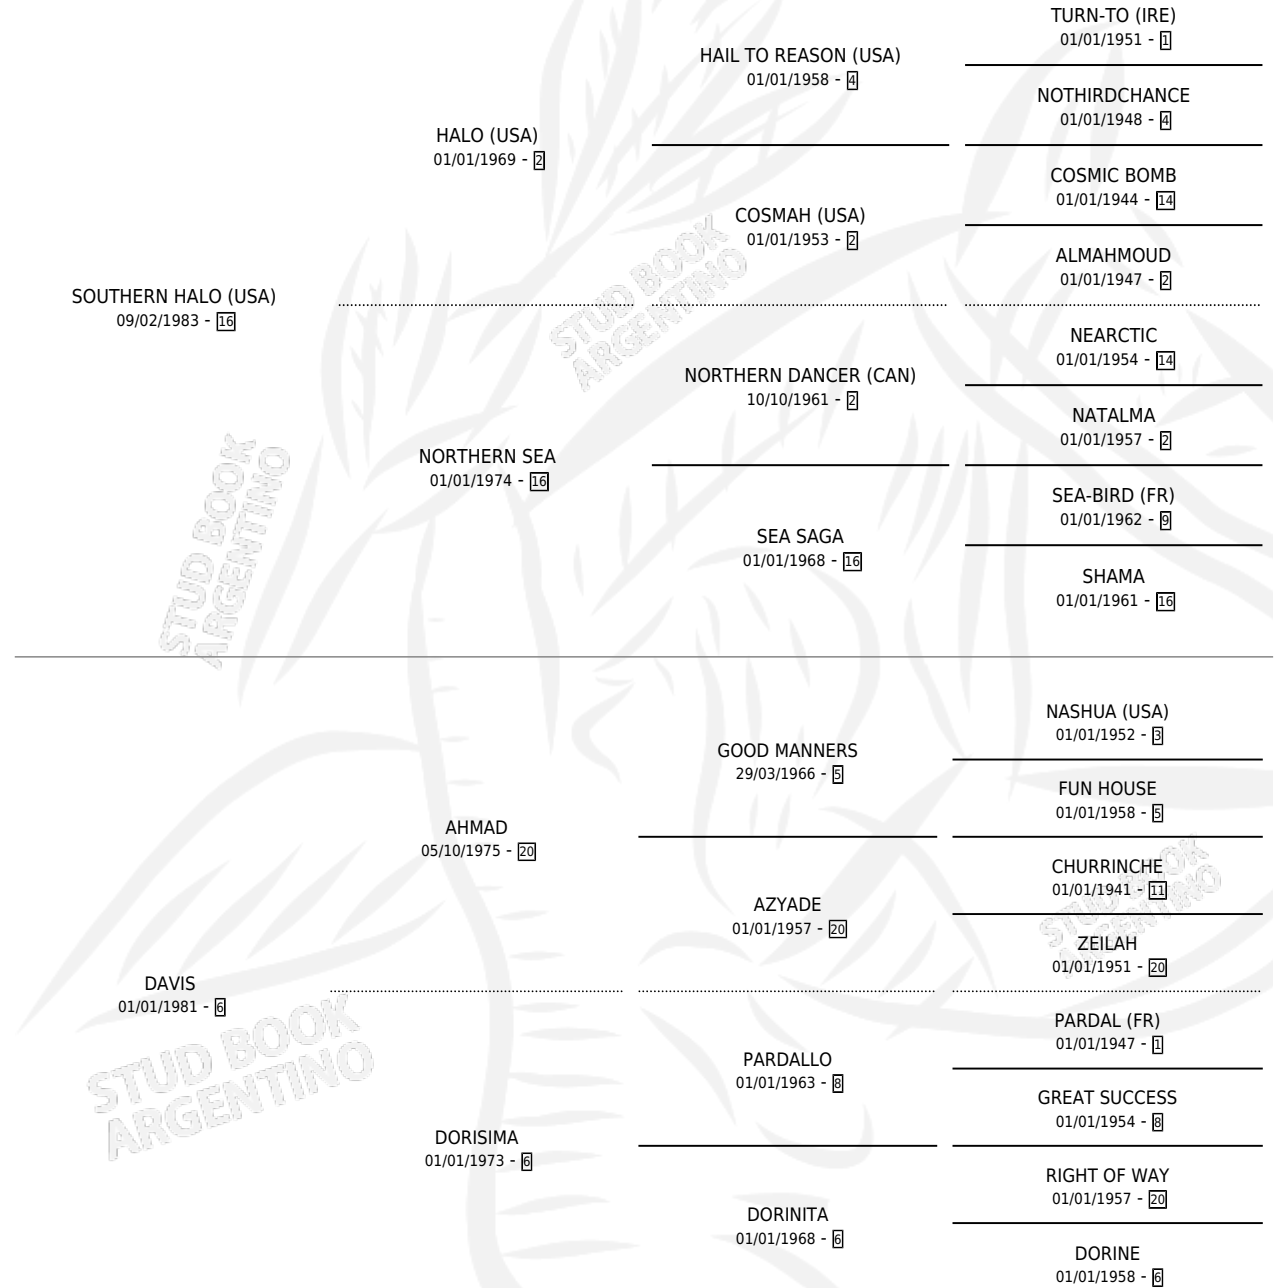 TURN-TO (IRE)
01/01/1951 - 1
HAIL TO REASON (USA)
01/01/1958 - 4
NOTHIRDCHANCE
01/01/1948 - 4
HALO (USA)
01/01/1969 - 2
COSMIC BOMB
01/01/1944 - 14
COSMAH (USA)
01/01/1953 - 2
ALMAHMOUD
01/01/1947 - 2
SOUTHERN HALO (USA)
09/02/1983 - 16
STUD BOOK
ARGENTINO
NEARCTIC
01/01/1954 - 14
NORTHERN DANCER (CAN)
10/10/1961 - 2
NATALMA
01/01/1957 - 2
NORTHERN SEA
01/01/1974 - 16
SEA-BIRD (FR)
01/01/1962 - 9
SEA SAGA
01/01/1968 - 16
SHAMA
01/01/1961 - 16
STUD BOOK
ARGENTINO
NASHUA (USA)
01/01/1952 - 3
GOOD MANNERS
29/03/1966 - 5
FUN HOUSE
01/01/1958 - 5
AHMAD
05/10/1975 - 20
CHURRINCHE
01/01/1941 - 11
AZYADE
01/01/1957 - 20
STUD BOOK
ARGENTINO
ZEILAH
01/01/1951 - 20
DAVIS
01/01/1981 - 6
STUD BOOK
ARGENTINO
PARDAL (FR)
01/01/1947 - 1
PARDALLO
01/01/1963 - 8
GREAT SUCCESS
01/01/1954 - 8
DORISIMA
01/01/1973 - 6
RIGHT OF WAY
01/01/1957 - 20
DORINITA
01/01/1968 - 6
DORINE
01/01/1958 - 6